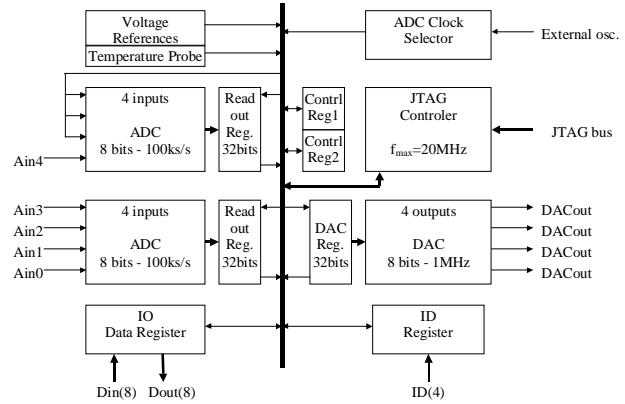 Voltage
References
Temperature Probe
ADC Clock
Selector
External osc.
4 inputs
ADC
8 bits - 100ks/s
Ain4
Read
out
Reg.
32bits
Contrl
Reg1
Contrl
Reg2
JTAG
Controler
fmax=20MHz
JTAG bus
Ain3
Ain2
Ain1
Ain0
4 inputs
ADC
8 bits - 100ks/s
Read
out
Reg.
32bits
DAC
Reg.
32bits
4 outputs
DAC
8 bits - 1MHz
DACout
DACout
DACout
DACout
IO
Data Register
Din(8)
Dout(8)
ID
Register
ID(4)